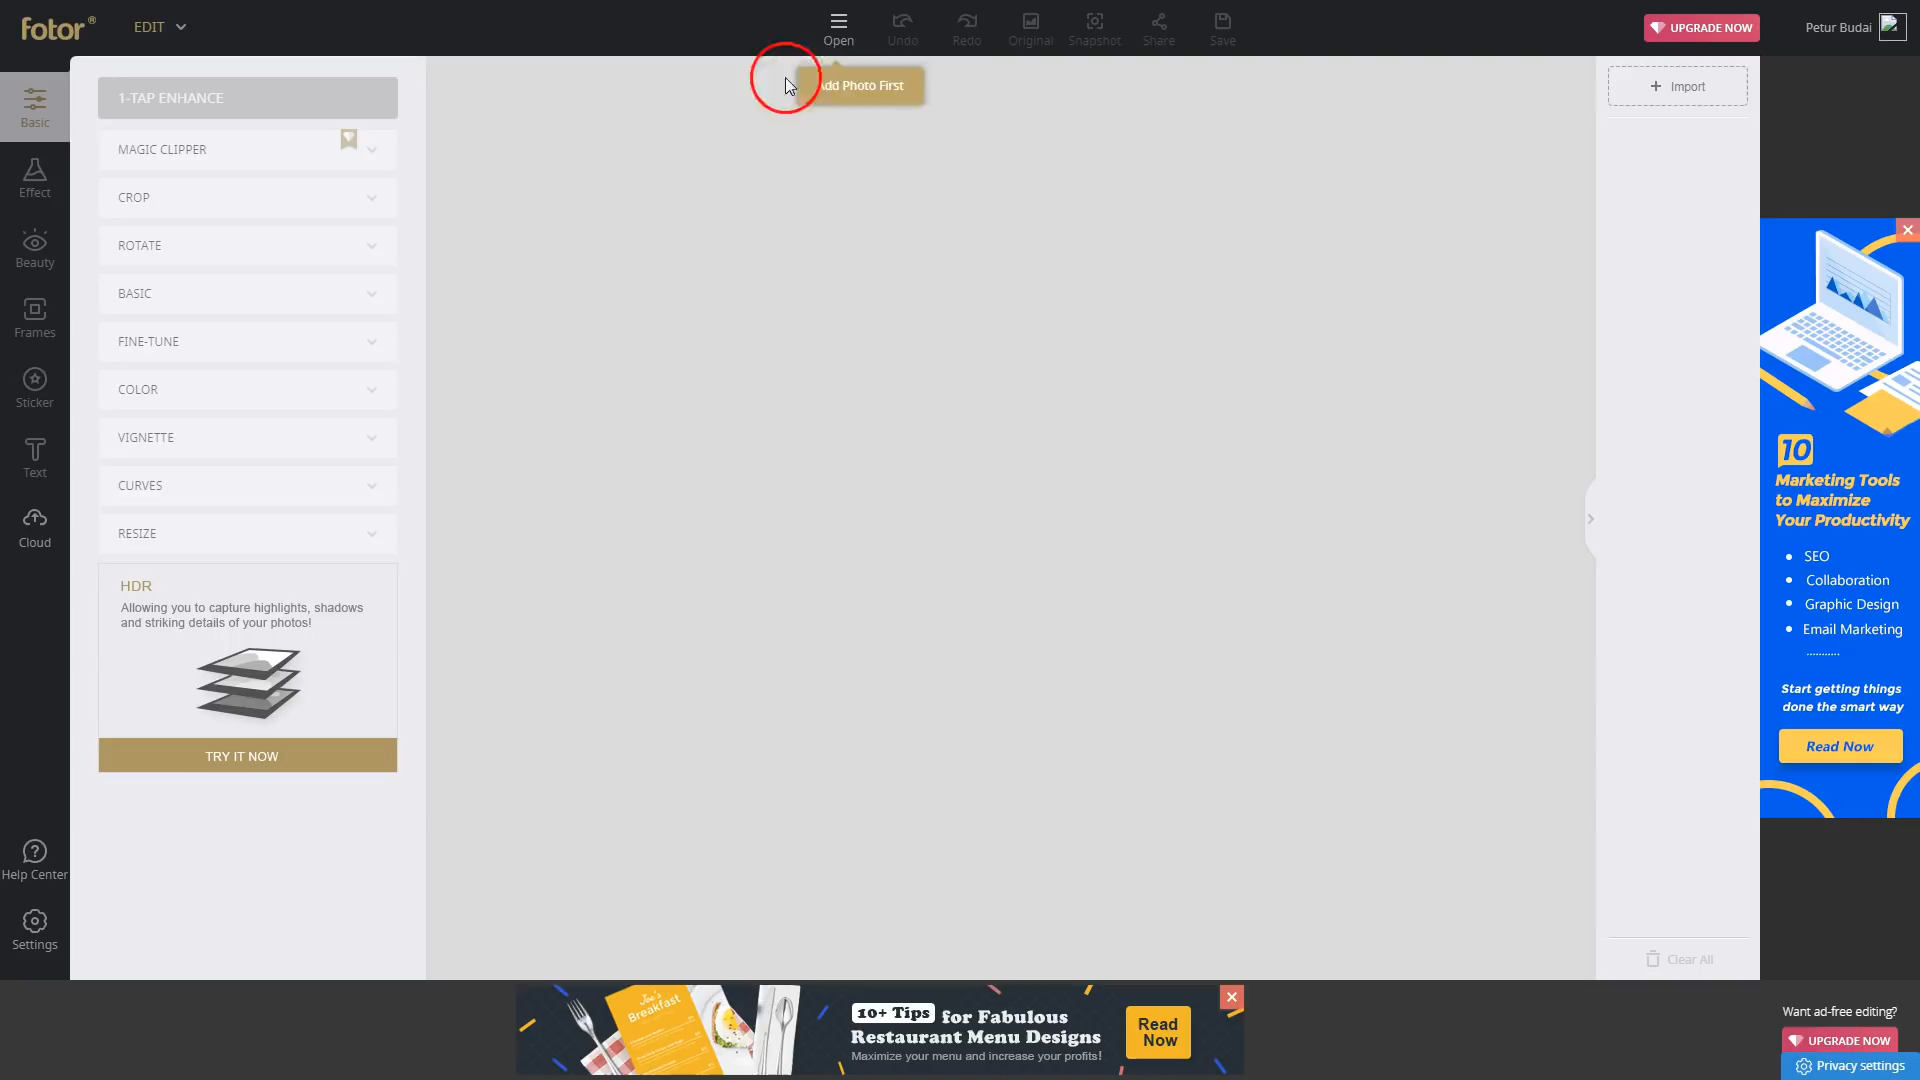 fotor®
EDIT
Open
Undo
Redo
Original
Snapshot
Share
Save
UPGRADE NOW
Petur Budai
Add Photo First
Import
Basic
Effect
Beauty
Frames
Sticker
Text
Cloud
Help Center
Settings
1-TAP ENHANCE
MAGIC CLIPPER
CROP
ROTATE
BASIC
FINE-TUNE
COLOR
VIGNETTE
CURVES
RESIZE
HDR
Allowing you to capture highlights, shadows
and striking details of your photos!
TRY IT NOW
10
Marketing Tools
to Maximize
Your Productivity
SEO
Collaboration
Graphic Design
Email Marketing
...........
Start getting things
done the smart way
Read Now
Clear All
Joe's
Breakfast
10+ Tips for Fabulous
Restaurant Menu Designs
Maximize your menu and increase your profits!
Read
Now
Want ad-free editing?
UPGRADE NOW
Privacy settings